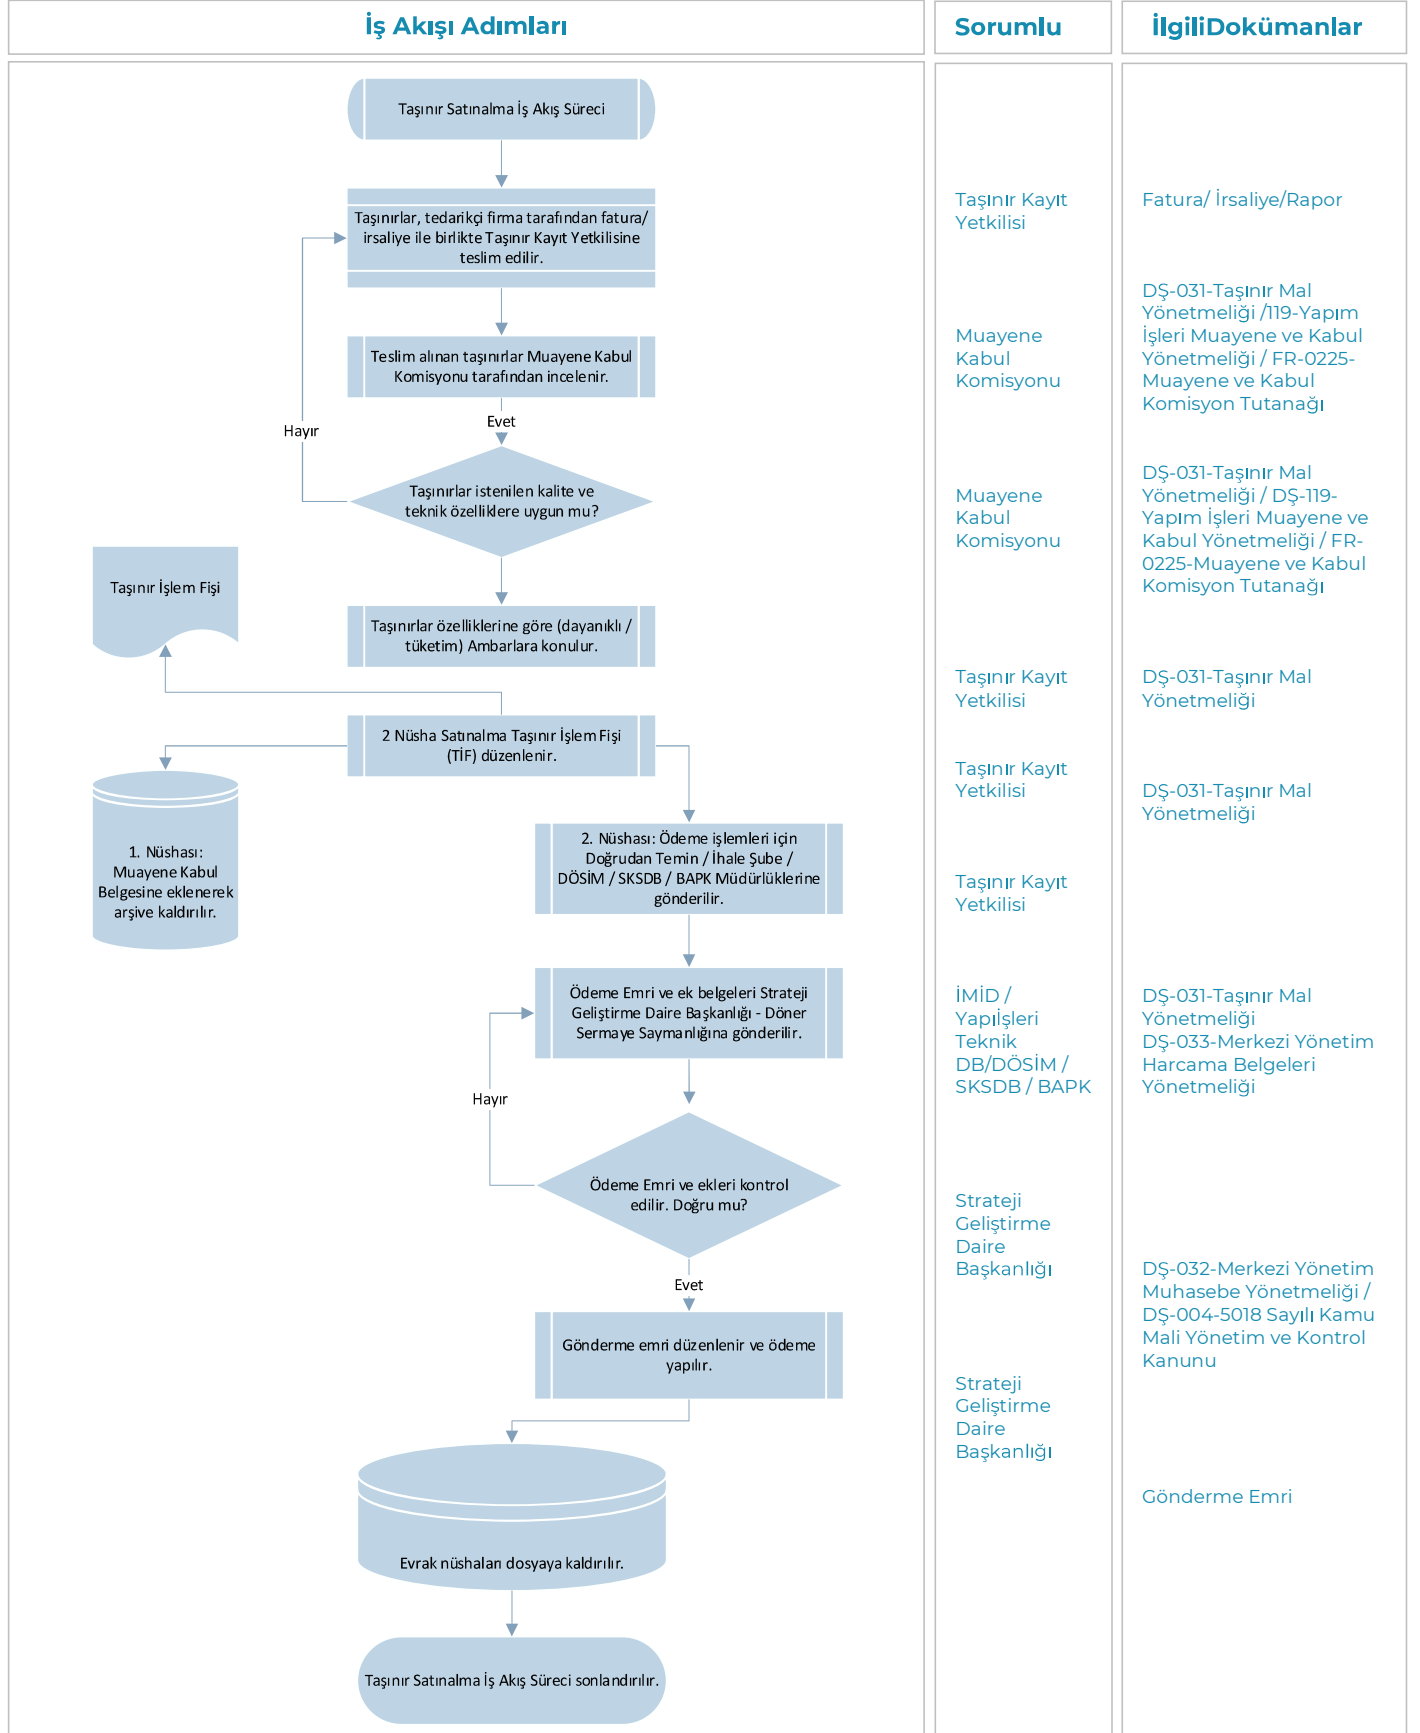 İş Akışı Adımları
Sorumlu
İlgiliDokümanlar
Taşınır Satınalma İş Akış Süreci
Taşınırlar, tedarikçi firma tarafından fatura/
irsaliye ile birlikte Taşınır Kayıt Yetkilisine
teslim edilir.
Taşınır Kayıt
Yetkilisi
Fatura/ İrsaliye/Rapor
Teslim alınan taşınırlar Muayene Kabul
Komisyonu tarafından incelenir.
Muayene
Kabul
Komisyonu
DŞ-031-Taşınır Mal
Yönetmeliği /119-Yapım
İşleri Muayene ve Kabul
Yönetmeliği / FR-0225-
Muayene ve Kabul
Komisyon Tutanağı
Evet
Hayır
Taşınırlar istenilen kalite ve
teknik özelliklere uygun mu?
Muayene
Kabul
Komisyonu
DŞ-031-Taşınır Mal
Yönetmeliği / DŞ-119-
Yapım İşleri Muayene ve
Kabul Yönetmeliği / FR-
0225-Muayene ve Kabul
Komisyon Tutanağı
Taşınır İşlem Fişi
Taşınırlar özelliklerine göre (dayanıklı /
tüketim) Ambarlara konulur.
Taşınır Kayıt
Yetkilisi
DŞ-031-Taşınır Mal
Yönetmeliği
2 Nüsha Satınalma Taşınır İşlem Fişi
(TİF) düzenlenir.
Taşınır Kayıt
Yetkilisi
DŞ-031-Taşınır Mal
Yönetmeliği
1. Nüshası:
Muayene Kabul
Belgesine eklenerek
arşive kaldırılır.
2. Nüshası: Ödeme işlemleri için
Doğrudan Temin / İhale Şube /
DÖSİM / SKSDB / BAPK Müdürlüklerine
gönderilir.
Taşınır Kayıt
Yetkilisi
Ödeme Emri ve ek belgeleri Strateji
Geliştirme Daire Başkanlığı - Döner
Sermaye Saymanlığına gönderilir.
İMİD /
Yapıİşleri
Teknik
DB/DÖSİM /
SKSDB / BAPK
DŞ-031-Taşınır Mal
Yönetmeliği
DŞ-033-Merkezi Yönetim
Harcama Belgeleri
Yönetmeliği
Hayır
Ödeme Emri ve ekleri kontrol
edilir. Doğru mu?
Strateji
Geliştirme
Daire
Başkanlığı
DŞ-032-Merkezi Yönetim
Muhasebe Yönetmeliği /
DŞ-004-5018 Sayılı Kamu
Mali Yönetim ve Kontrol
Kanunu
Evet
Gönderme emri düzenlenir ve ödeme
yapılır.
Strateji
Geliştirme
Daire
Başkanlığı
Gönderme Emri
Evrak nüshaları dosyaya kaldırılır.
Taşınır Satınalma İş Akış Süreci sonlandırılır.